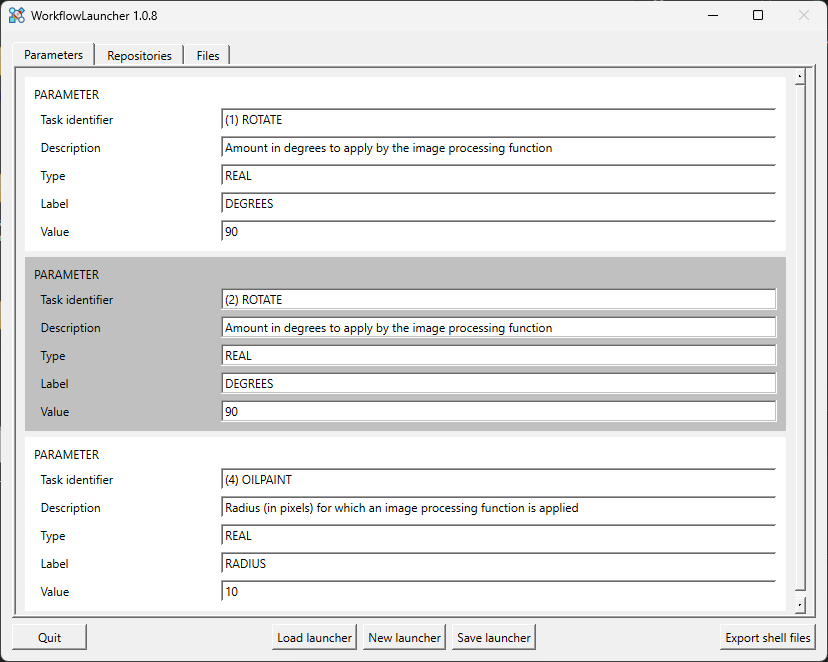 WorkflowLauncher 1.0.8
Parameters Repositories Files
PARAMETER
Task identifier (1) ROTATE
Description Amount in degrees to apply by the image processing function
Type REAL
Label DEGREES
Value 90
PARAMETER
Task identifier (2) ROTATE
Description Amount in degrees to apply by the image processing function
Type REAL
Label DEGREES
Value 90
PARAMETER
Task identifier (4) OILPAINT
Description Radius (in pixels) for which an image processing function is applied
Type REAL
Label RADIUS
Value 10
Quit Load launcher New launcher Save launcher Export shell files